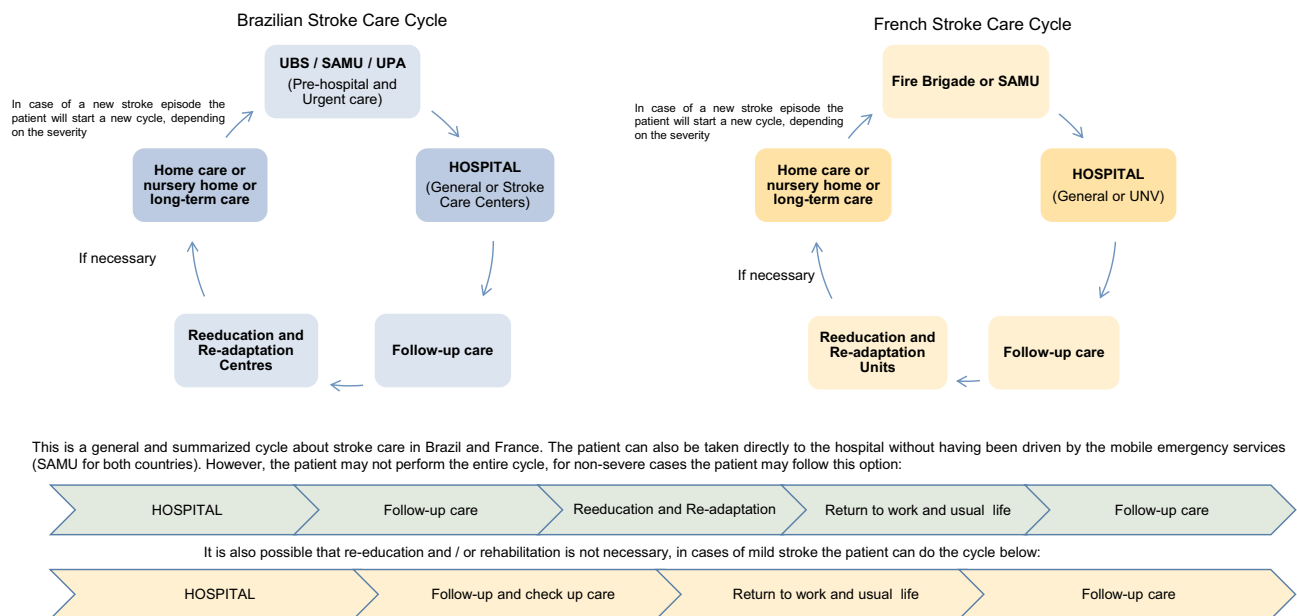 Brazilian Stroke Care Cycle
UBS / SAMU / UPA
(Pre-hospital and
Urgent care)
In case of a new stroke episode the
patient will start a new cycle, depending
on the severity
Home care or
nursery home or
long-term care
HOSPITAL
(General or Stroke
Care Centers)
If necessary
Reeducation and
Re-adaptation
Centres
Follow-up care
French Stroke Care Cycle
Fire Brigade or SAMU
In case of a new stroke episode the
patient will start a new cycle, depending
on the severity
Home care or
nursery home or
long-term care
HOSPITAL
(General or UNV)
If necessary
Reeducation and
Re-adaptation
Units
Follow-up care
This is a general and summarized cycle about stroke care in Brazil and France. The patient can also be taken directly to the hospital without having been driven by the mobile emergency services
(SAMU for both countries). However, the patient may not perform the entire cycle, for non-severe cases the patient may follow this option:
HOSPITAL
Follow-up care
Reeducation and Re-adaptation
Return to work and usual life
Follow-up care
It is also possible that re-education and / or rehabilitation is not necessary, in cases of mild stroke the patient can do the cycle below:
HOSPITAL
Follow-up and check up care
Return to work and usual life
Follow-up care